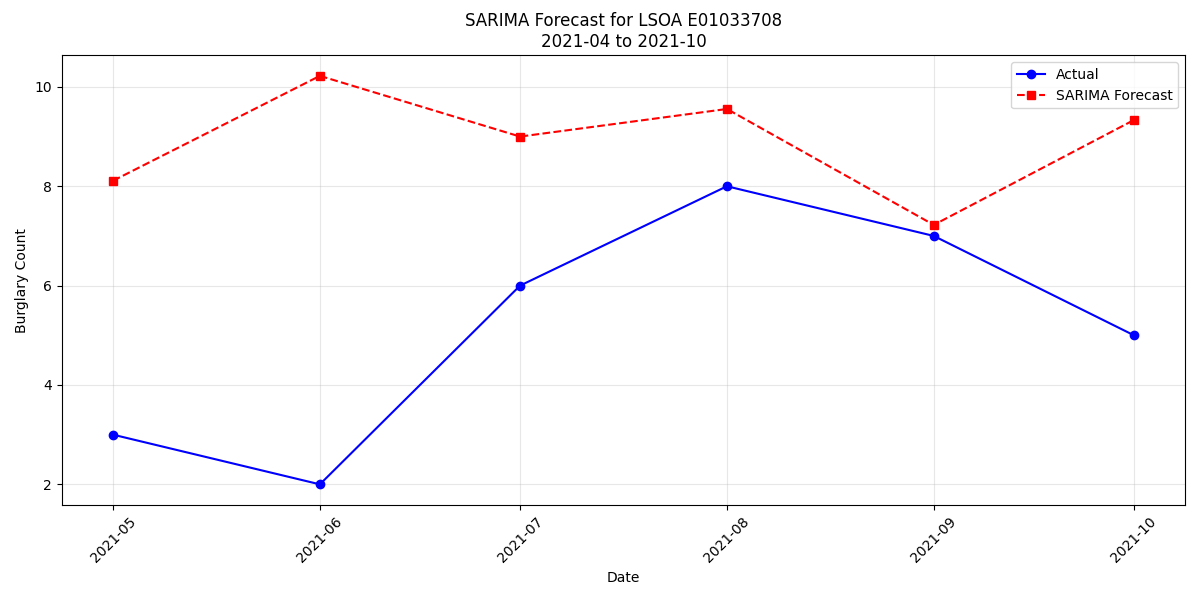 SARIMA Forecast for LSOA E01033708
2021-04 to 2021-10
Actual
SARIMA Forecast
Burglary Count
10
8
6
4
2
2021-05
2021-06
2021-07
2021-08
2021-09
2021-10
Date